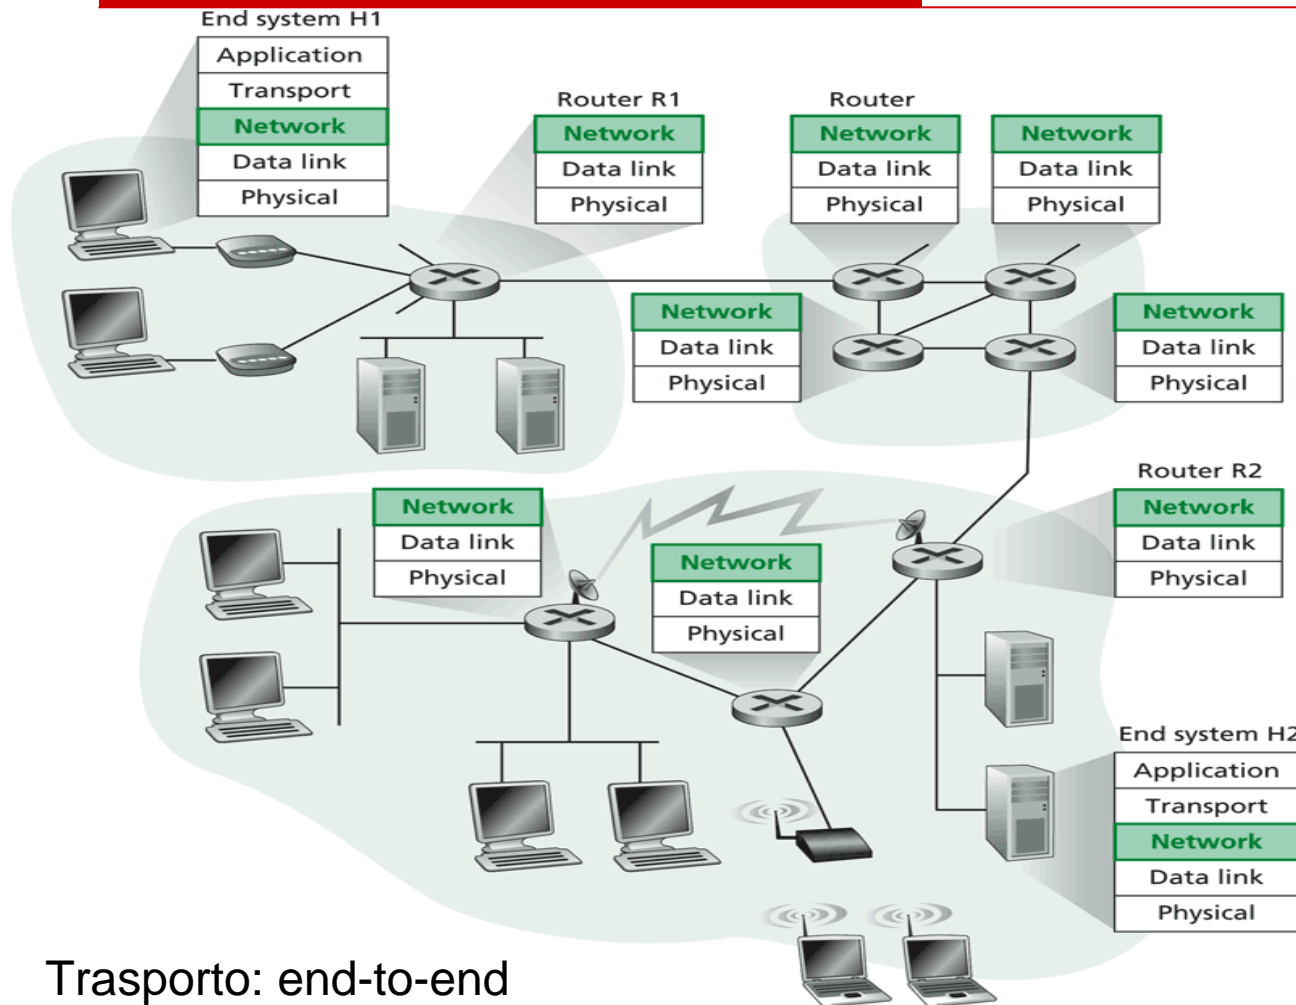 End system H1
Application
Transport
Network
Data link
Physical
Router R1
Network
Data link
Physical
Router
Network
Data link
Physical
Network
Data link
Physical
Network
Data link
Physical
Network
Data link
Physical
Router R2
Network
Data link
Physical
Network
Data link
Physical
Network
Data link
Physical
End system H2
Application
Transport
Network
Data link
Physical
Trasporto: end-to-end